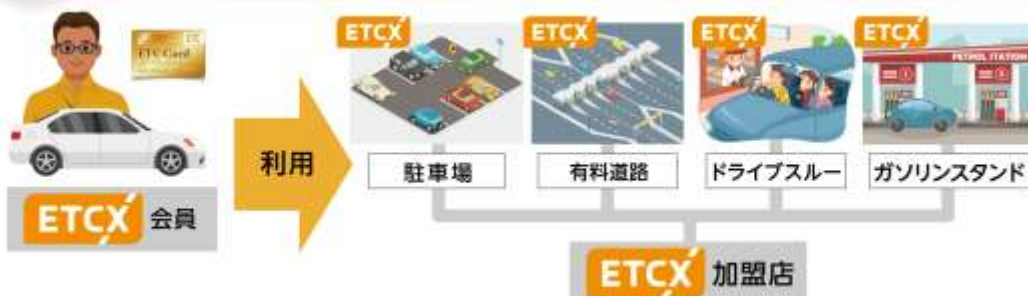 ETC Card
ETCX 会員
利用
ETCX
ETCX
ETCX
ETCX
PETROL STATION
駐車場
有料道路
ドライブスルー
ガソリンスタンド
ETCX 加盟店